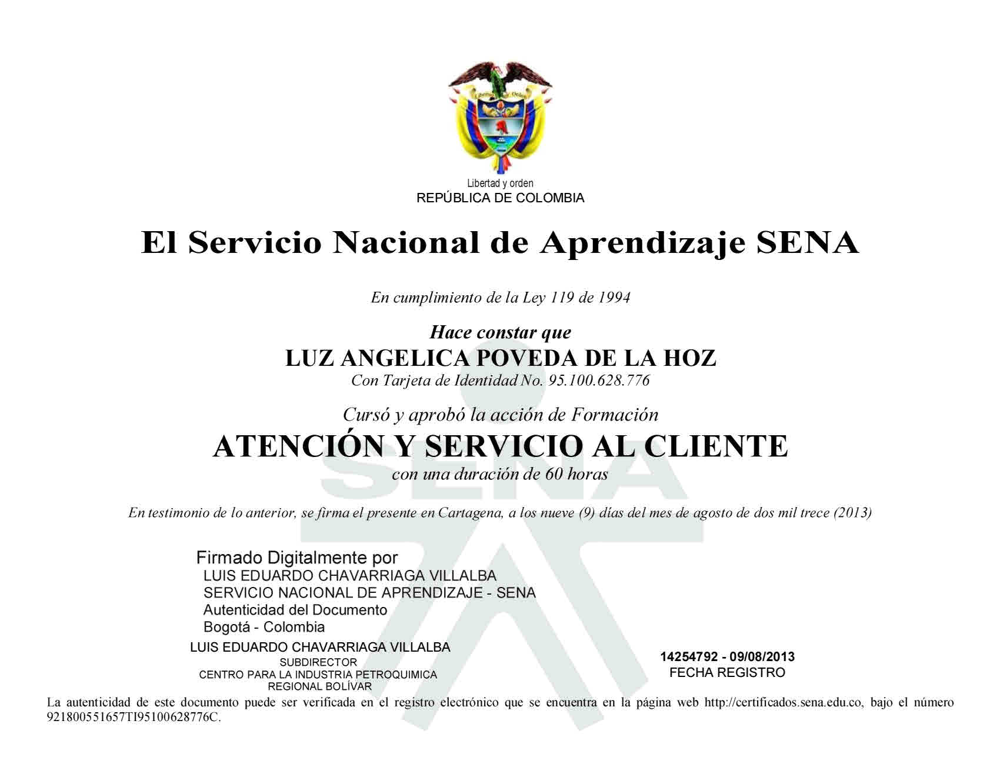 Libertad y Orden
Libertad y orden
REPÚBLICA DE COLOMBIA
El Servicio Nacional de Aprendizaje SENA
En cumplimiento de la Ley 119 de 1994
Hace constar que
LUZ ANGELICA POVEDA DE LA HOZ
Con Tarjeta de Identidad No. 95.100.628.776
Cursó y aprobó la acción de Formación
ATENCIÓN Y SERVICIO AL CLIENTE
SENA
con una duración de 60 horas
En testimonio de lo anterior, se firma el presente en Cartagena, a los nueve (9) días del mes de agosto de dos mil trece (2013)
Firmado Digitalmente por
LUIS EDUARDO CHAVARRIAGA VILLALBA
SERVICIO NACIONAL DE APRENDIZAJE - SENA
Autenticidad del Documento
Bogotá - Colombia
LUIS EDUARDO CHAVARRIAGA VILLALBA
SUBDIRECTOR
CENTRO PARA LA INDUSTRIA PETROQUIMICA
REGIONAL BOLÍVAR
14254792 - 09/08/2013
FECHA REGISTRO
La autenticidad de este documento puede ser verificada en el registro electrónico que se encuentra en la página web http://certificados.sena.edu.co, bajo el número
921800551657TI95100628776C.